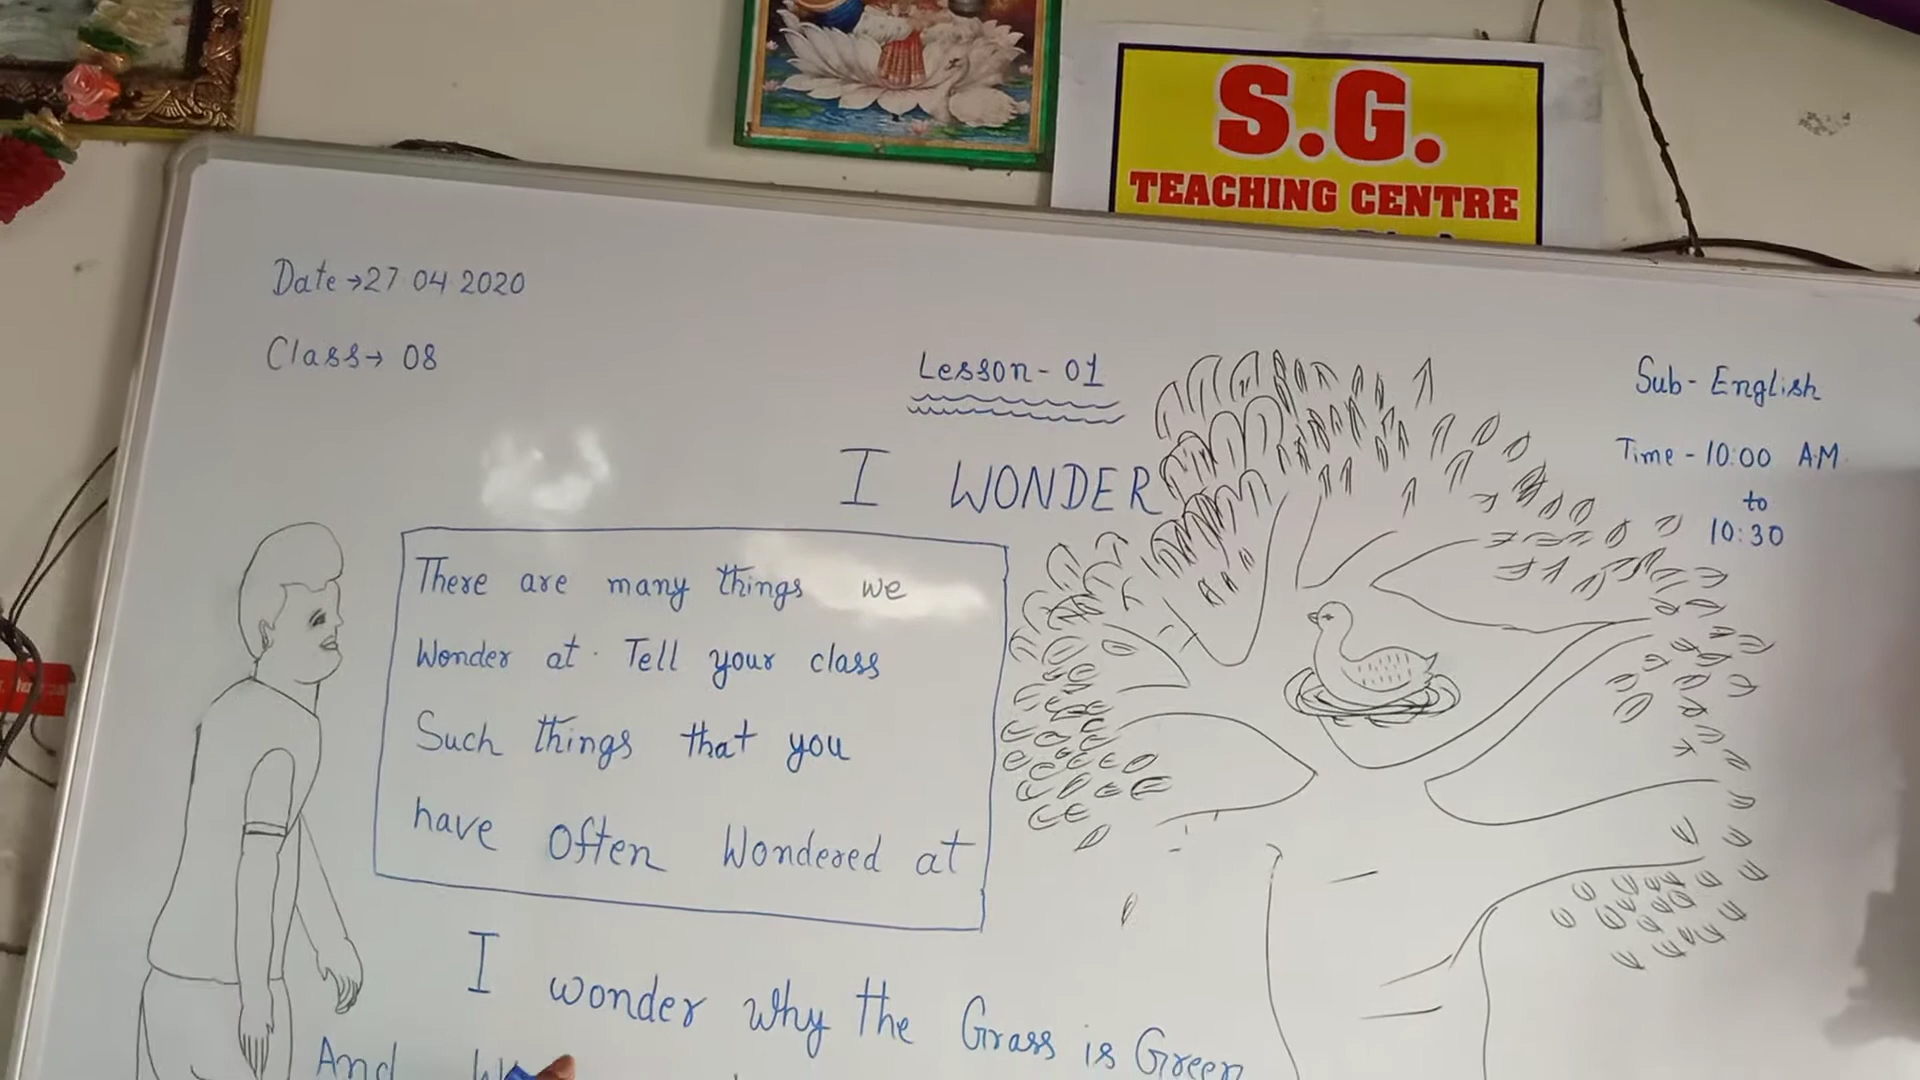 S.G.
TEACHING CENTRE
Date → 27 04 2020
Class → 08
Lesson - 01
Sub - English
I WONDER
Time - 10:00 A.M.
to
10:30
There are many things we
Wonder at. Tell your class
Such things that you
have often Wondered at
I wonder why the Grass is Green
And